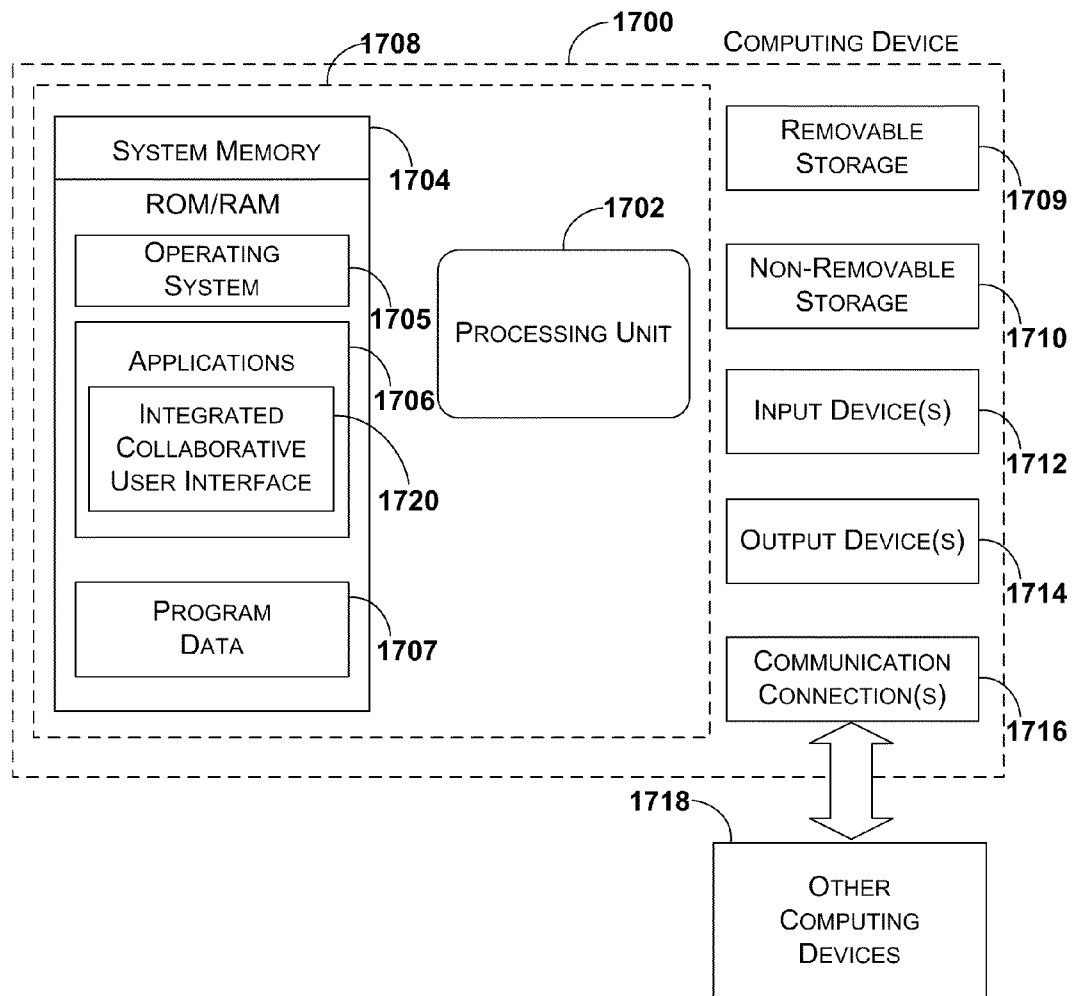 1700
COMPUTING DEVICE
1708
SYSTEM MEMORY
1704
ROM/RAM
OPERATING
SYSTEM
1705
APPLICATIONS
1706
INTEGRATED
COLLABORATIVE
USER INTERFACE
1720
PROGRAM
DATA
1707
1702
PROCESSING UNIT
REMOVABLE
STORAGE
1709
NON-REMOVABLE
STORAGE
1710
INPUT DEVICE(S)
1712
OUTPUT DEVICE(S)
1714
COMMUNICATION
CONNECTION(S)
1716
1718
OTHER
COMPUTING
DEVICES